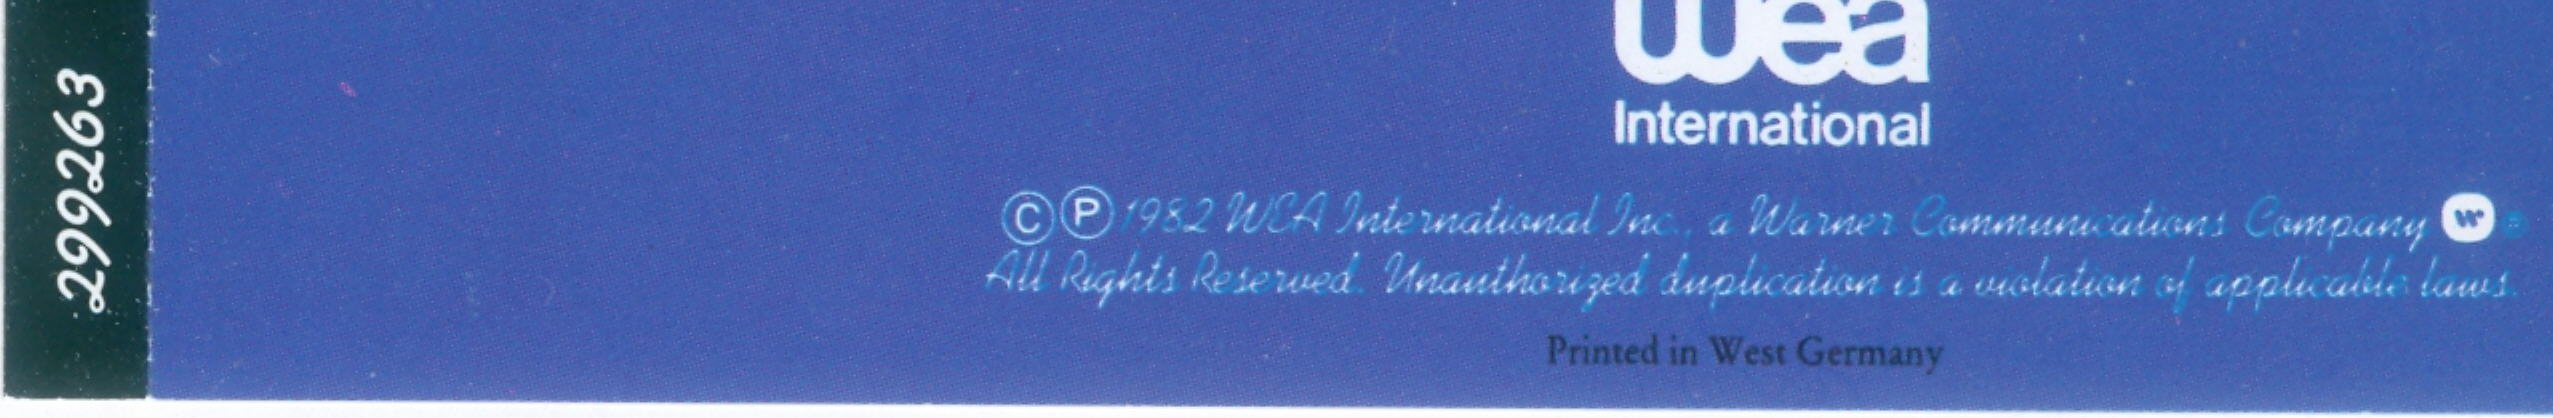 299263
wea
International
© ℗ 1982 WEA International Inc., a Warner Communications Company w ®
All Rights Reserved. Unauthorized duplication is a violation of applicable laws.
Printed in West Germany